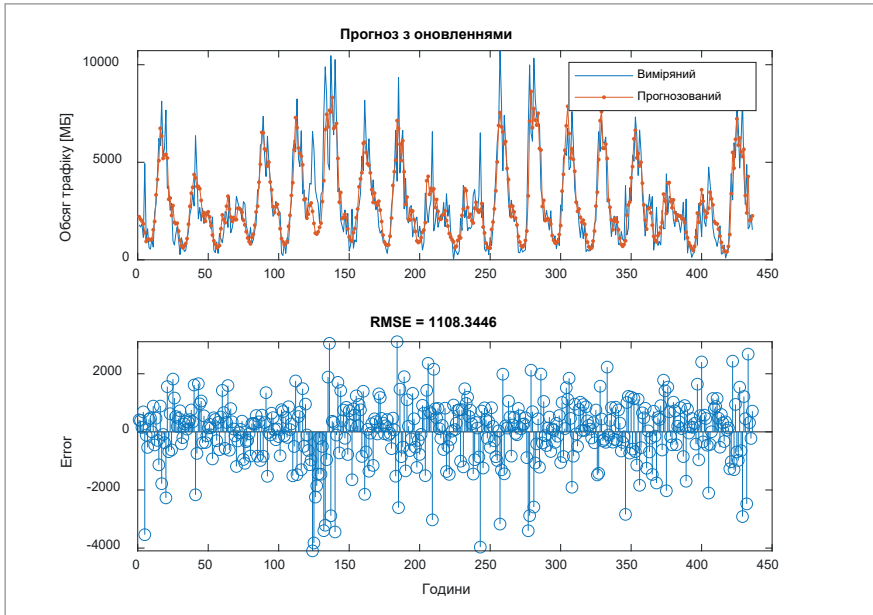 Прогноз з оновленнями
10000
5000
0
Обсяг трафіку [МБ]
Виміряний
Прогнозований
0 50 100 150 200 250 300 350 400 450
RMSE = 1108.3446
2000
0
-2000
-4000
Error
0 50 100 150 200 250 300 350 400 450
Години